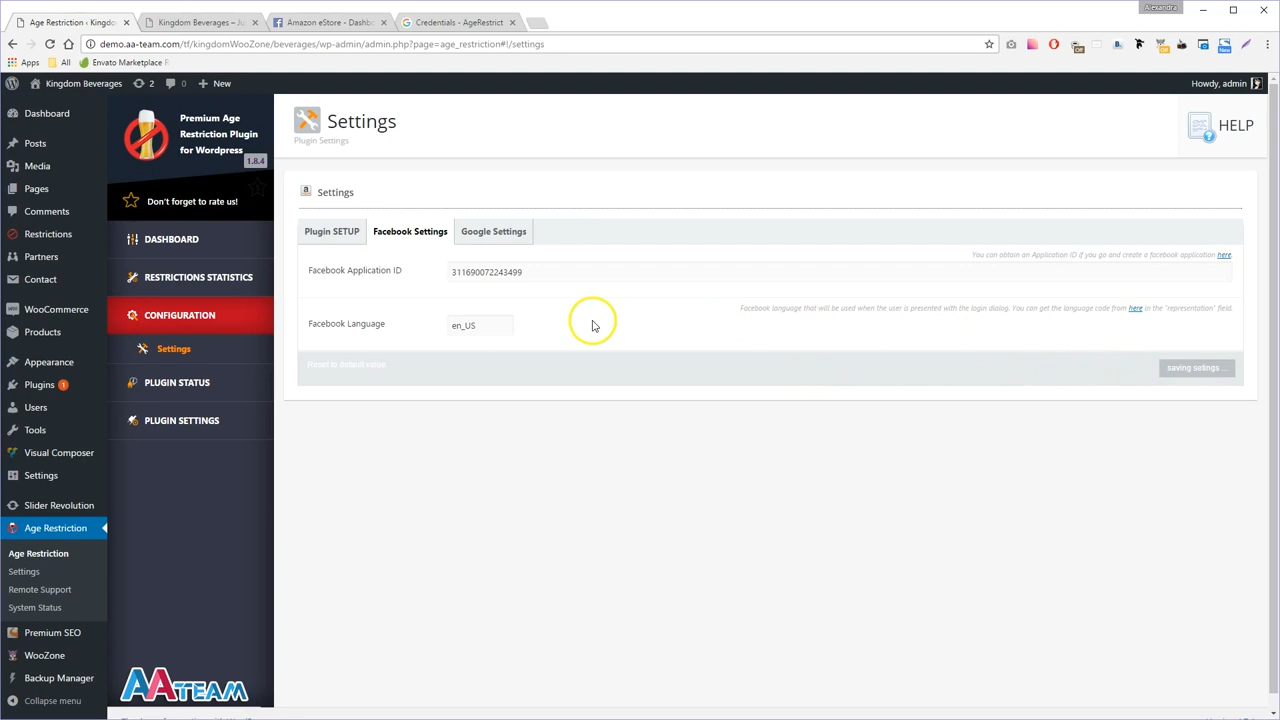 Alexandra
Age Restriction ‹ Kingdo
Kingdom Beverages – Ju
Amazon eStore - Dashbo
Credentials - AgeRestrict
demo.aa-team.com/tf/kingdomWooZone/beverages/wp-admin/admin.php?page=age_restriction#!/settings
Apps
All
Envato Marketplace
Kingdom Beverages
2
0
New
Howdy, admin
Dashboard
Posts
Media
Pages
Comments
Restrictions
Partners
Contact
WooCommerce
Products
Appearance
Plugins 1
Users
Tools
Visual Composer
Settings
Slider Revolution
Age Restriction
Age Restriction
Settings
Remote Support
System Status
Premium SEO
WooZone
Backup Manager
Collapse menu
Premium Age
Restriction Plugin
for Wordpress
1.8.4
Don't forget to rate us!
DASHBOARD
RESTRICTIONS STATISTICS
CONFIGURATION
Settings
PLUGIN STATUS
PLUGIN SETTINGS
AATEAM
Settings
Plugin Settings
HELP
Settings
Plugin SETUP
Facebook Settings
Google Settings
You can obtain an Application ID if you go and create a facebook application here.
Facebook Application ID
311690072243499
Facebook language that will be used when the user is presented with the login dialog. You can get the language code from here in the "representation" field.
Facebook Language
en_US
Reset to default value
saving setings ...